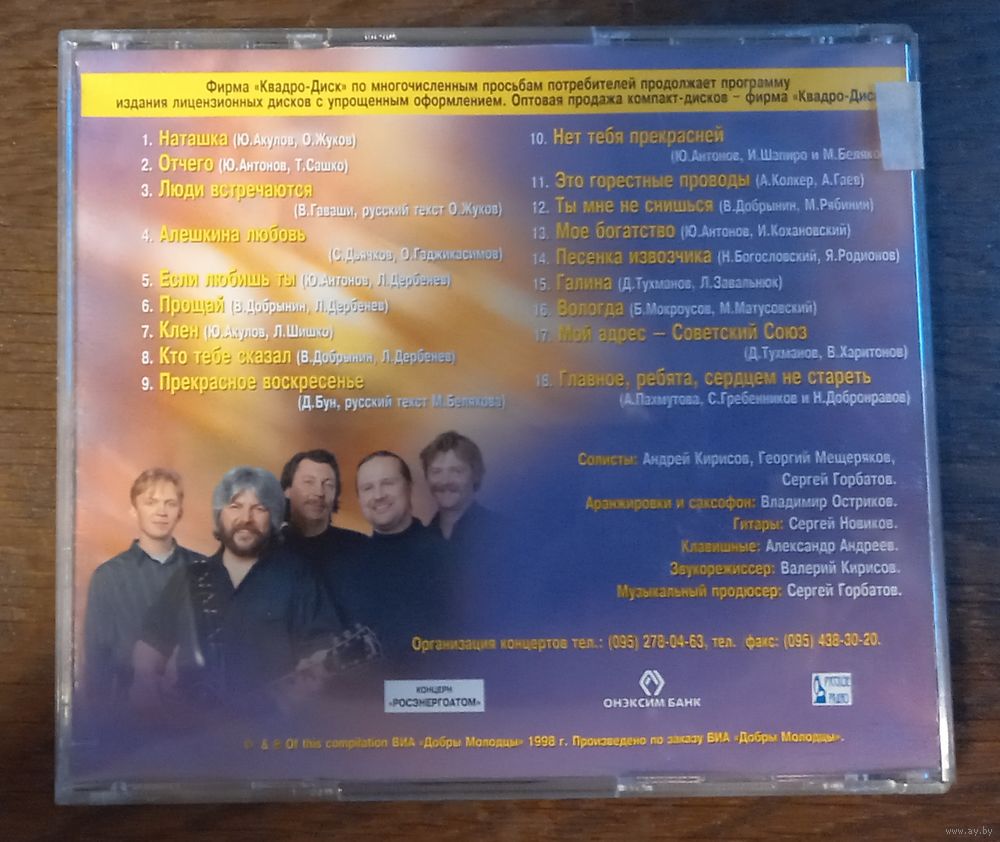 Фирма «Квадро-Диск» по многочисленным просьбам потребителей продолжает программу
издания лицензионных дисков с упрощенным оформлением. Оптовая продажа компакт-дисков – фирма «Квадро-Диск
1. Наташка (Ю.Акулов, О.Жуков)
2. Отчего (Ю.Антонов, Т.Сашко)
3. Люди встречаются
(В.Гаваши, русский текст О.Жуков)
4. Алешкина любовь
(С.Дьячков, О.Гаджикасимов)
5. Если любишь ты (Ю.Антонов, Л.Дербенев)
6. Прощай (В.Добрынин, Л.Дербенев)
7. Клен (Ю.Акулов, Л.Шишко)
8. Кто тебе сказал (В.Добрынин, Л.Дербенев)
9. Прекрасное воскресенье
(Д.Бун, русский текст М.Белякова)
10. Нет тебя прекрасней
(Ю.Антонов, И.Шапиро и М.Беляко
11. Это горестные проводы (А.Колкер, А.Гаев)
12. Ты мне не снишься (В.Добрынин, М.Рябинин)
13. Мое богатство (Ю.Антонов, И.Кохановский)
14. Песенка извозчика (Н.Богословский, Я.Родионов)
15. Галина (Д.Тухманов, Л.Завальнюк)
16. Вологда (Б.Мокроусов, М.Матусовский)
17. Мой адрес – Советский Союз
(Д.Тухманов, В.Харитонов)
18. Главное, ребята, сердцем не стареть
(А.Пахмутова, С.Гребенников и Н.Добронравов)
Солисты: Андрей Кирисов, Георгий Мещеряков,
Сергей Горбатов.
Аранжировки и саксофон: Владимир Остриков.
Гитары: Сергей Новиков.
Клавишные: Александр Андреев.
Звукорежиссер: Валерий Кирисов.
Музыкальный продюсер: Сергей Горбатов.
Организация концертов тел.: (095) 278-04-63, тел. факс: (095) 438-30-20.
КОНЦЕРН
«РОСЭНЕРГОАТОМ»
ОНЭКСИМ БАНК
РУССКОЕ
РАДИО
© & ℗ Of this compilation ВИА «Добры Молодцы» 1998 г. Произведено по заказу ВИА «Добры Молодцы».
www.ay.by